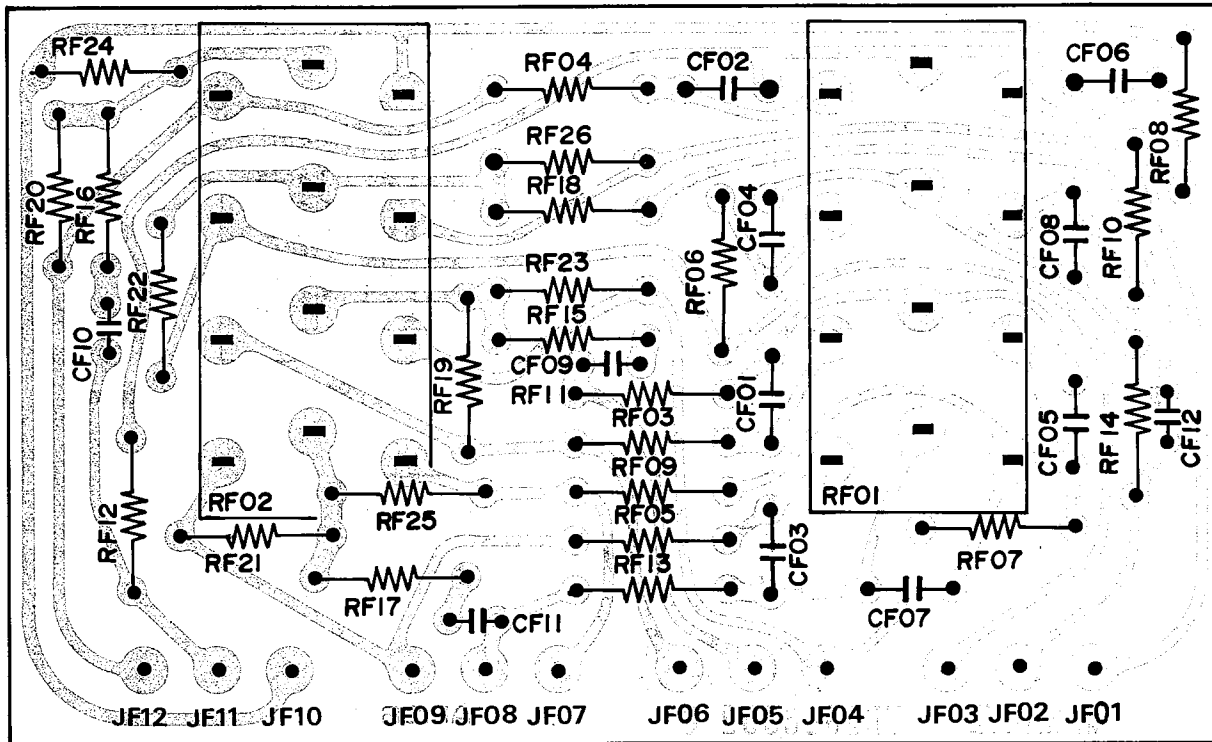 RF24
RF04
CF02
CF06
RF08
RF26
RF18
RF20
RF16
RF22
CF04
RF06
CF08
RF10
RF23
RF15
CF10
RF19
CF09
RF11
CF01
RF03
RF09
CF05
RF14
CF12
RF02
RF25
RF01
RF12
RF05
RF21
RF13
CF03
RF07
RF17
CF11
CF07
JF12 JF11 JF10 JF09 JF08 JF07 JF06 JF05 JF04 JF03 JF02 JF01